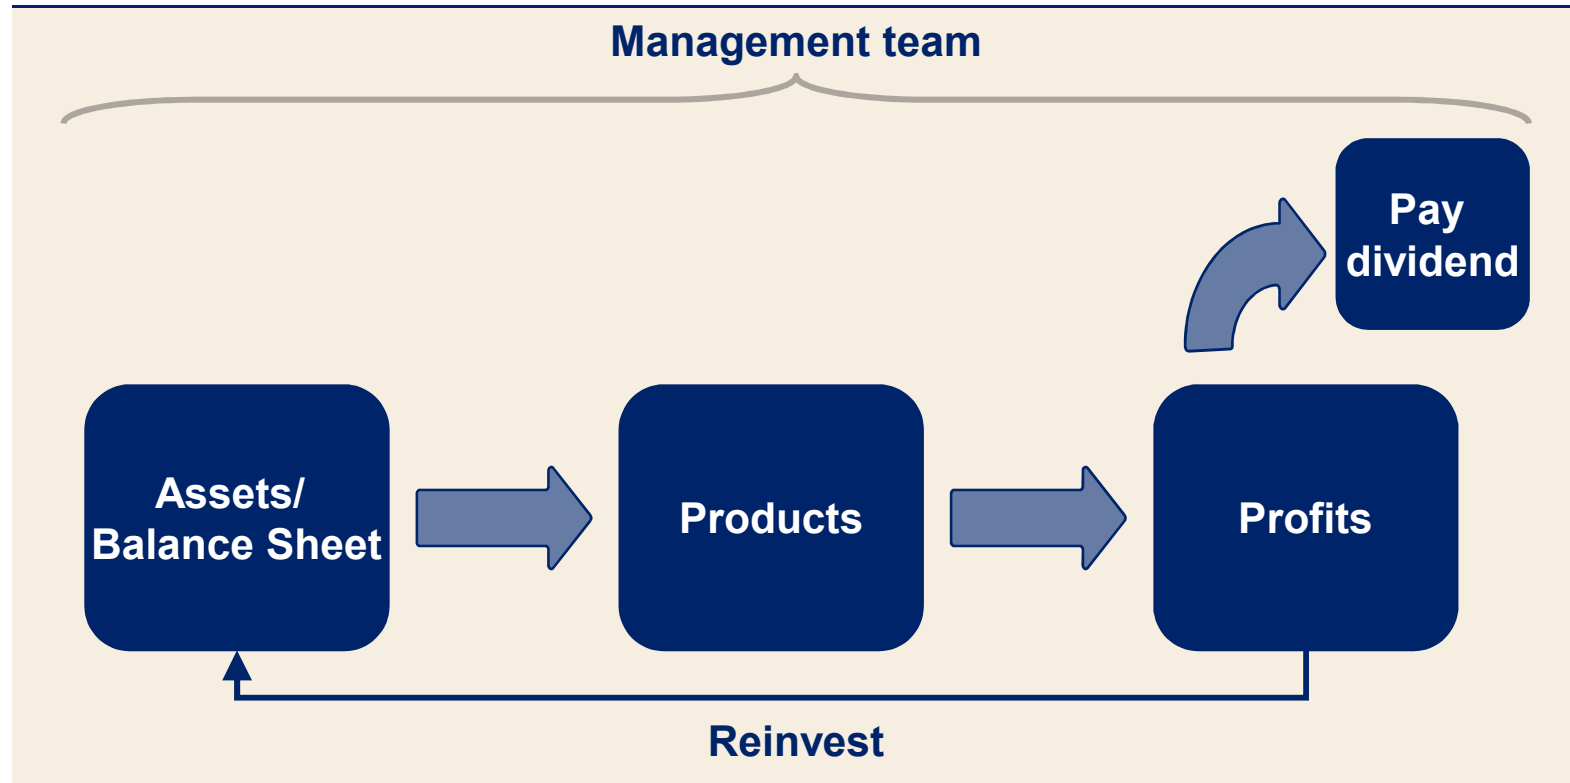 Management team
Pay
dividend
Assets/
Balance Sheet
Products
Profits
Reinvest